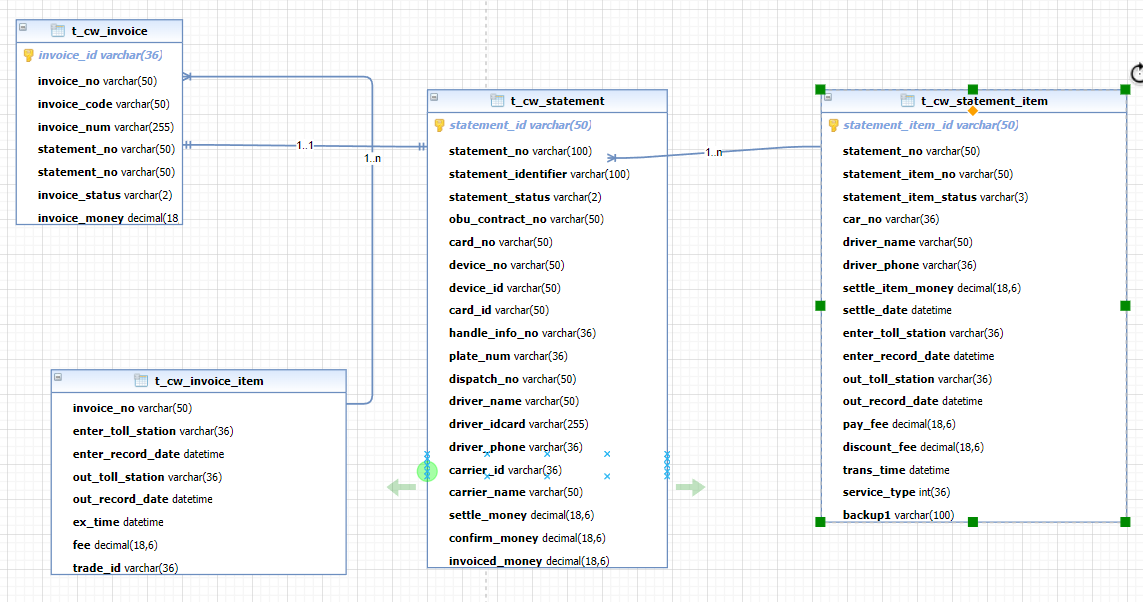 t_cw_invoice
invoice_id varchar(36)
invoice_no varchar(50)
invoice_code varchar(50)
invoice_num varchar(255)
statement_no varchar(50)
statement_no varchar(50)
invoice_status varchar(2)
invoice_money decimal(18
1..1
1..n
t_cw_statement
statement_id varchar(50)
statement_no varchar(100)
statement_identifier varchar(100)
statement_status varchar(2)
obu_contract_no varchar(50)
card_no varchar(50)
device_no varchar(50)
device_id varchar(50)
card_id varchar(50)
handle_info_no varchar(36)
plate_num varchar(36)
dispatch_no varchar(50)
driver_name varchar(50)
driver_idcard varchar(255)
driver_phone varchar(36)
carrier_id varchar(36)
carrier_name varchar(50)
settle_money decimal(18,6)
confirm_money decimal(18,6)
invoiced_money decimal(18,6)
1..n
t_cw_statement_item
statement_item_id varchar(50)
statement_no varchar(50)
statement_item_no varchar(50)
statement_item_status varchar(3)
car_no varchar(36)
driver_name varchar(50)
driver_phone varchar(36)
settle_item_money decimal(18,6)
settle_date datetime
enter_toll_station varchar(36)
enter_record_date datetime
out_toll_station varchar(36)
out_record_date datetime
pay_fee decimal(18,6)
discount_fee decimal(18,6)
trans_time datetime
service_type int(36)
backup1 varchar(100)
t_cw_invoice_item
invoice_no varchar(50)
enter_toll_station varchar(36)
enter_record_date datetime
out_toll_station varchar(36)
out_record_date datetime
ex_time datetime
fee decimal(18,6)
trade_id varchar(36)